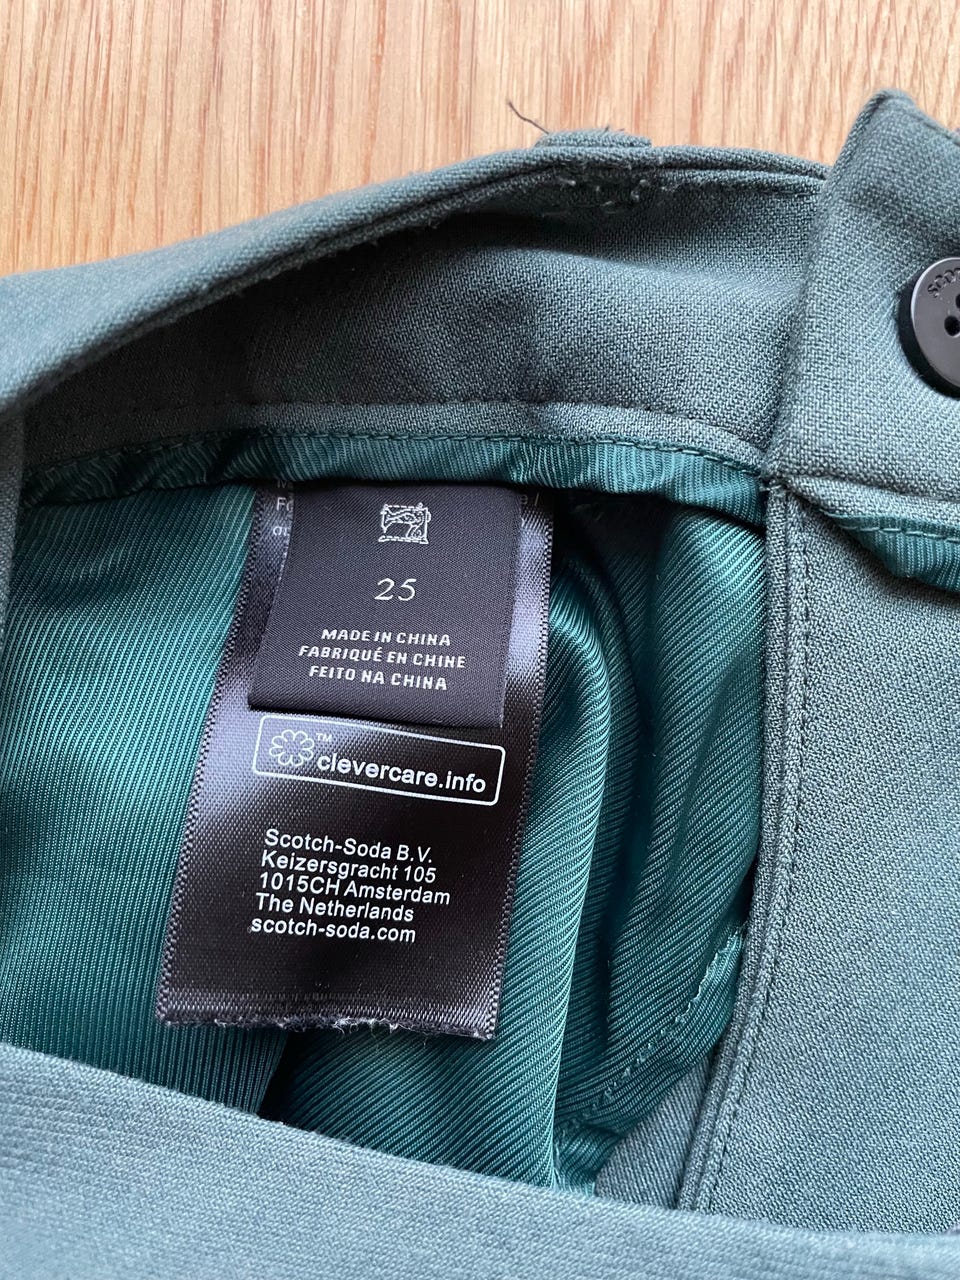 25
MADE IN CHINA
FABRIQUÉ EN CHINE
FEITO NA CHINA
™
clevercare.info
Scotch-Soda B.V.
Keizersgracht 105
1015CH Amsterdam
The Netherlands
scotch-soda.com